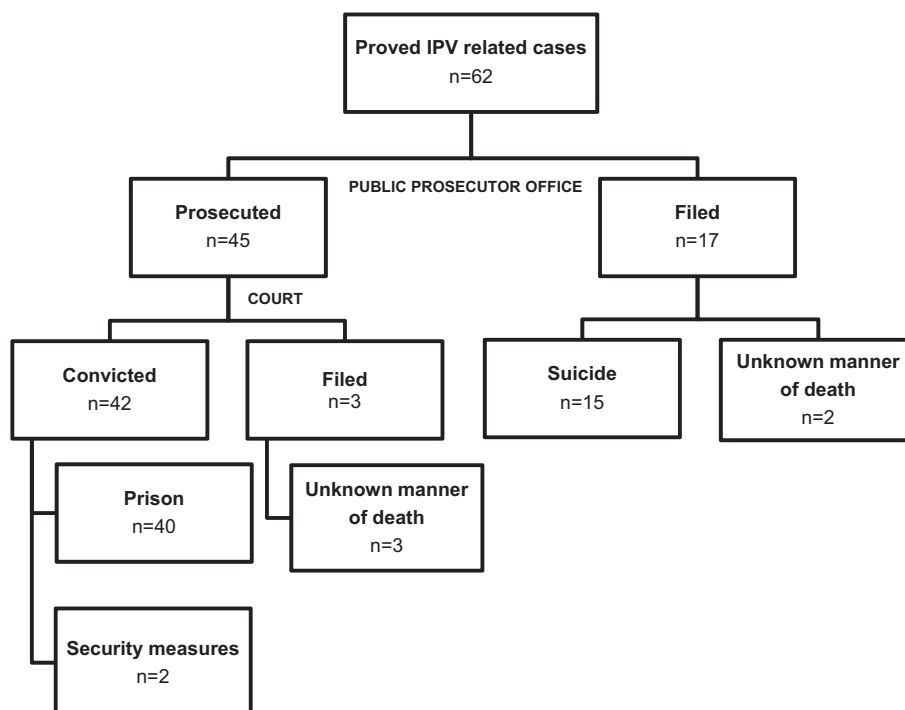 Proved IPV related cases
n=62
PUBLIC PROSECUTOR OFFICE
Prosecuted
n=45
Filed
n=17
COURT
Convicted
n=42
Filed
n=3
Suicide
n=15
Unknown manner
of death
n=2
Prison
n=40
Unknown manner
of death
n=3
Security measures
n=2